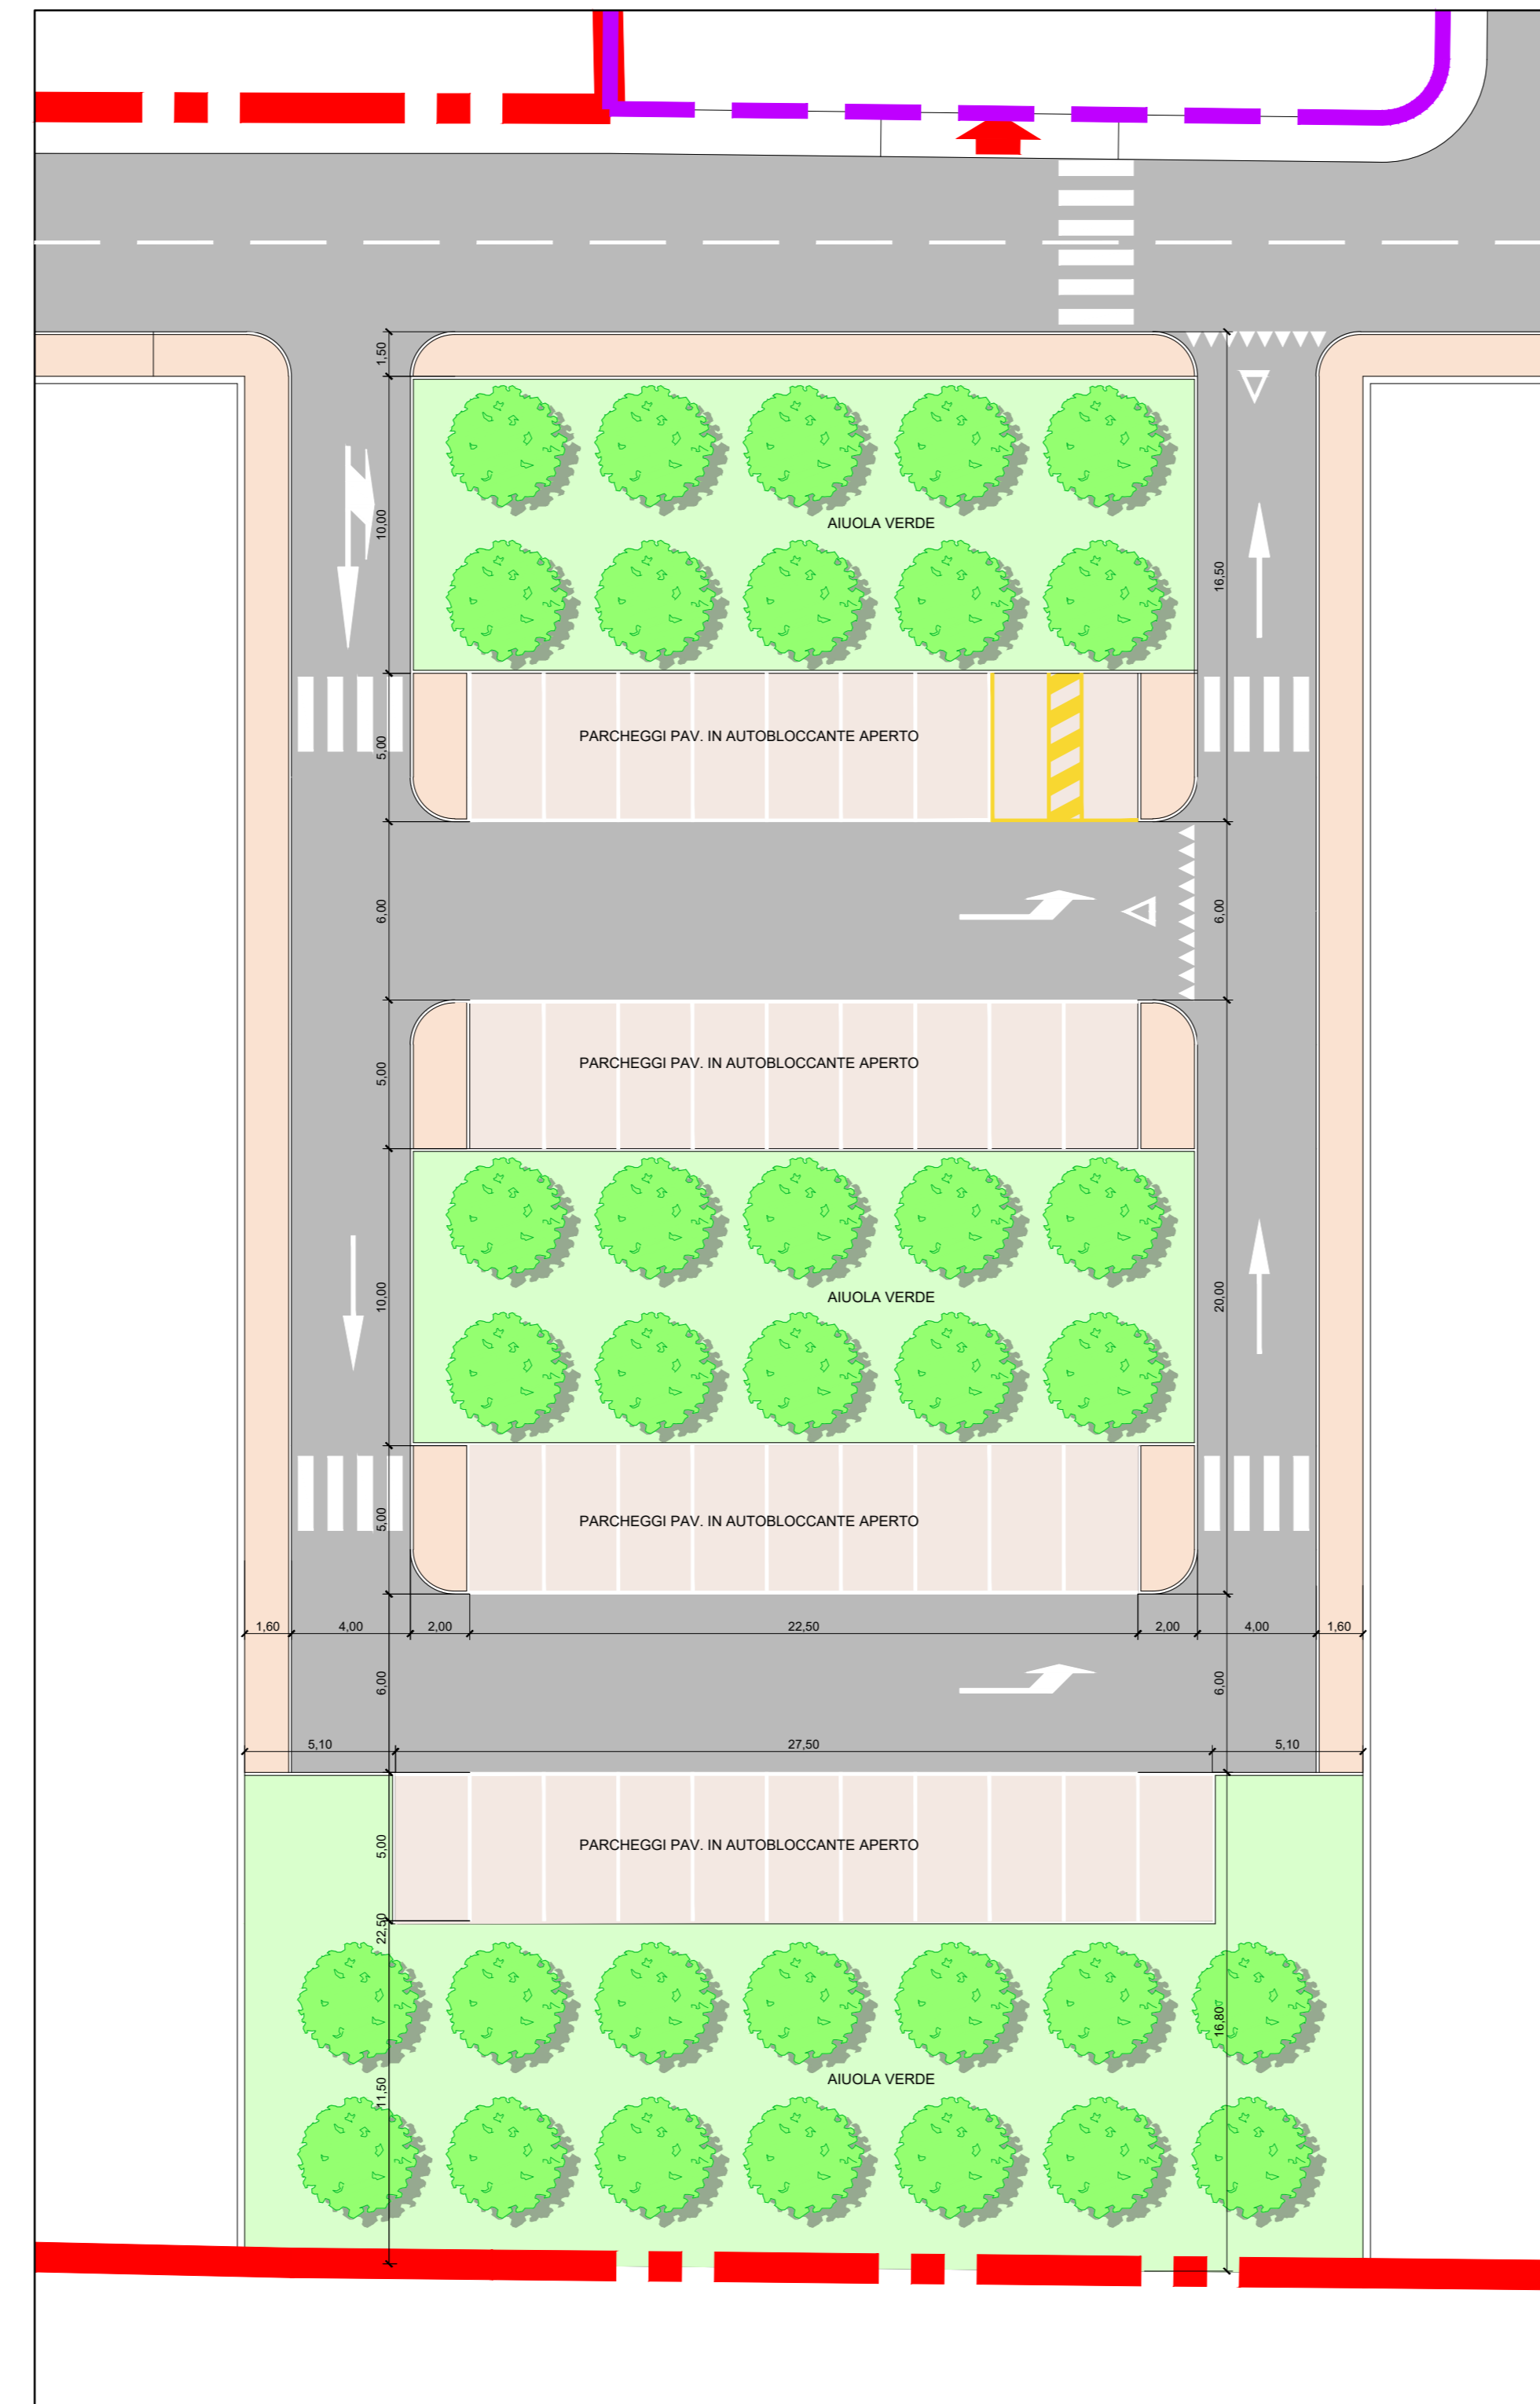 1,50
10,00
AIUOLA VERDE
16,50
5,00
PARCHEGGI PAV. IN AUTOBLOCCANTE APERTO
6,00
6,00
5,00
PARCHEGGI PAV. IN AUTOBLOCCANTE APERTO
10,00
AIUOLA VERDE
20,00
5,00
PARCHEGGI PAV. IN AUTOBLOCCANTE APERTO
1,60 4,00 2,00 22,50 2,00 4,00 1,60
6,00
6,00
5,10 27,50 5,10
5,00
PARCHEGGI PAV. IN AUTOBLOCCANTE APERTO
22,50
16,80
AIUOLA VERDE
11,50